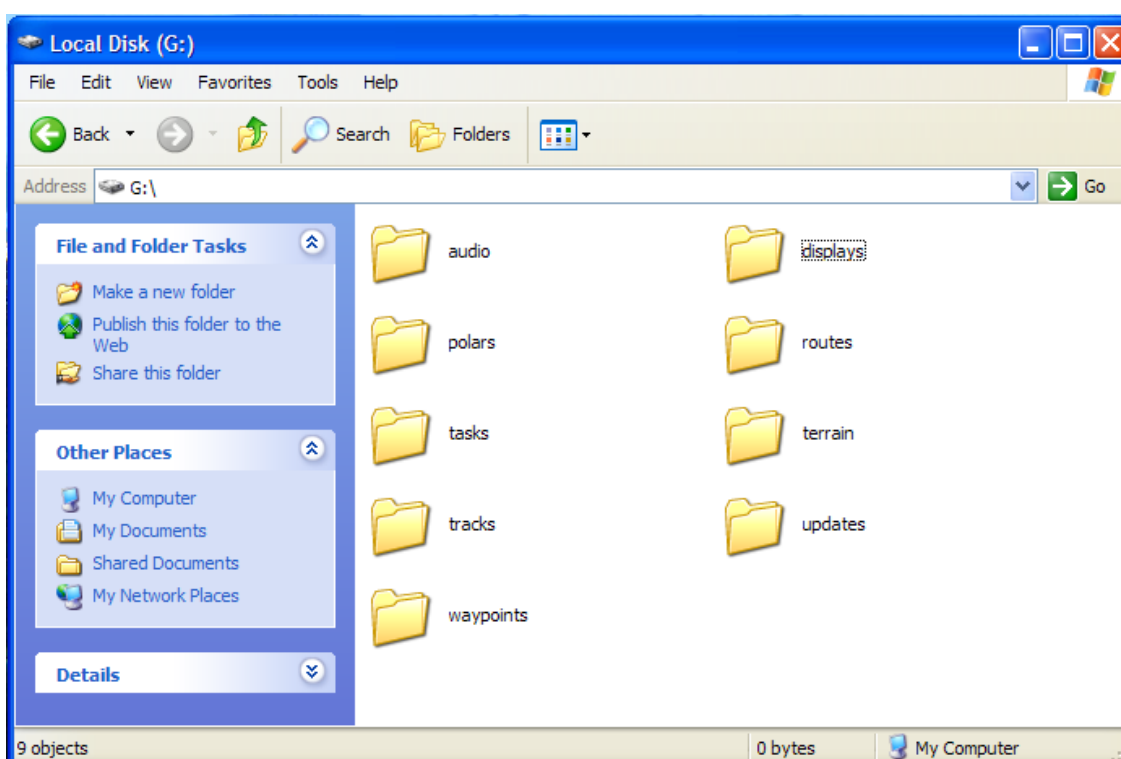 Local Disk (G:)
File Edit View Favorites Tools Help
Back Search Folders
Address G:\ Go
File and Folder Tasks
Make a new folder
Publish this folder to the
Web
Share this folder
Other Places
My Computer
My Documents
Shared Documents
My Network Places
Details
audio displays
polars routes
tasks terrain
tracks updates
waypoints
9 objects 0 bytes My Computer